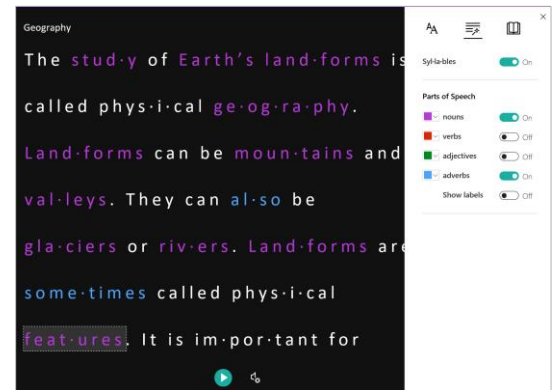 Geography
The stud·y of Earth's land·forms is
called phys·i·cal ge·og·ra·phy.
Land·forms can be moun·tains and
val·leys. They can al·so be
gla·ciers or riv·ers. Land·forms are
some·times called phys·i·cal
feat·ures. It is im·por·tant for
AA
Syl·la·bles On
Parts of Speech
nouns On
verbs Off
adjectives Off
adverbs On
Show labels Off